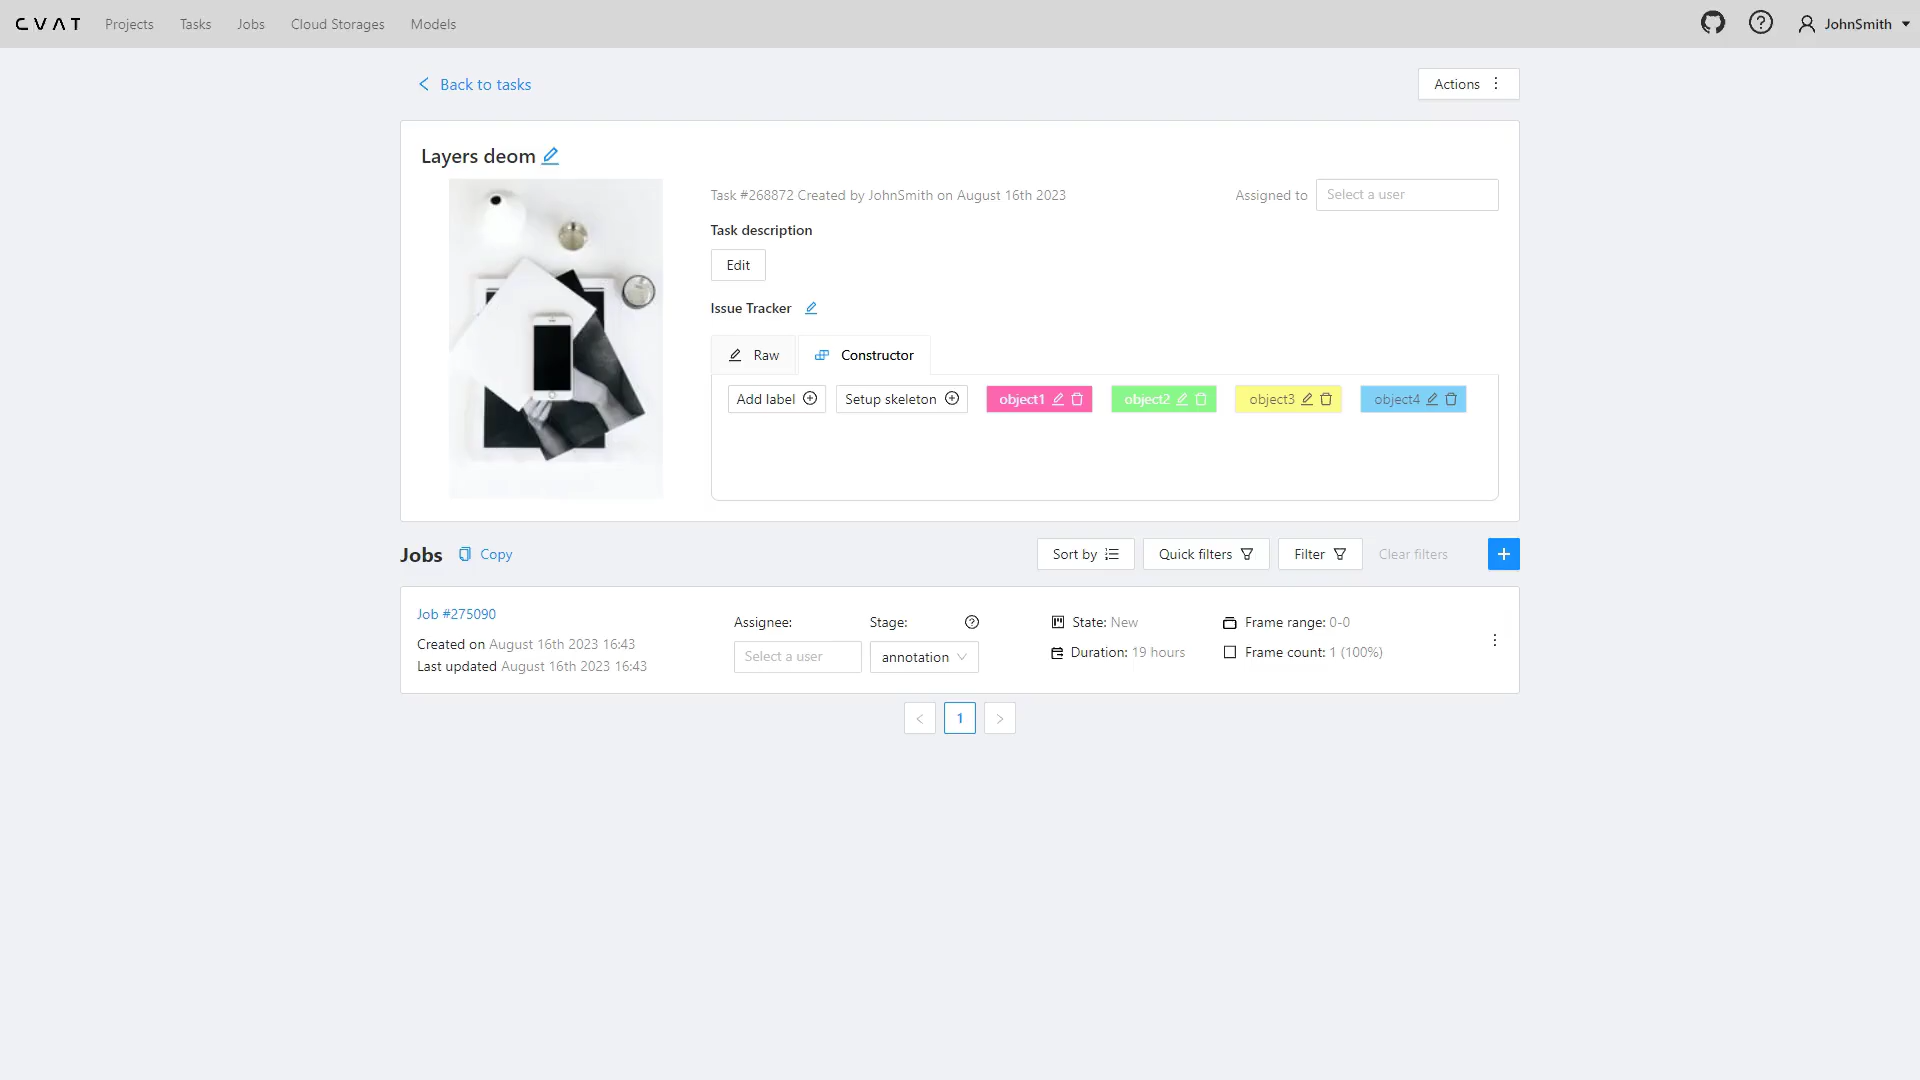 CVAT Projects Tasks Jobs Cloud Storages Models JohnSmith
Back to tasks Actions
Layers deom
Task #268872 Created by JohnSmith on August 16th 2023 Assigned to Select a user
Task description
Edit
Issue Tracker
Raw Constructor
Add label Setup skeleton object1 object2 object3 object4
Jobs Copy Sort by Quick filters Filter Clear filters
Job #275090
Created on August 16th 2023 16:43
Last updated August 16th 2023 16:43
Assignee: Stage:
Select a user annotation
State: New Frame range: 0-0
Duration: 19 hours Frame count: 1 (100%)
< 1 >